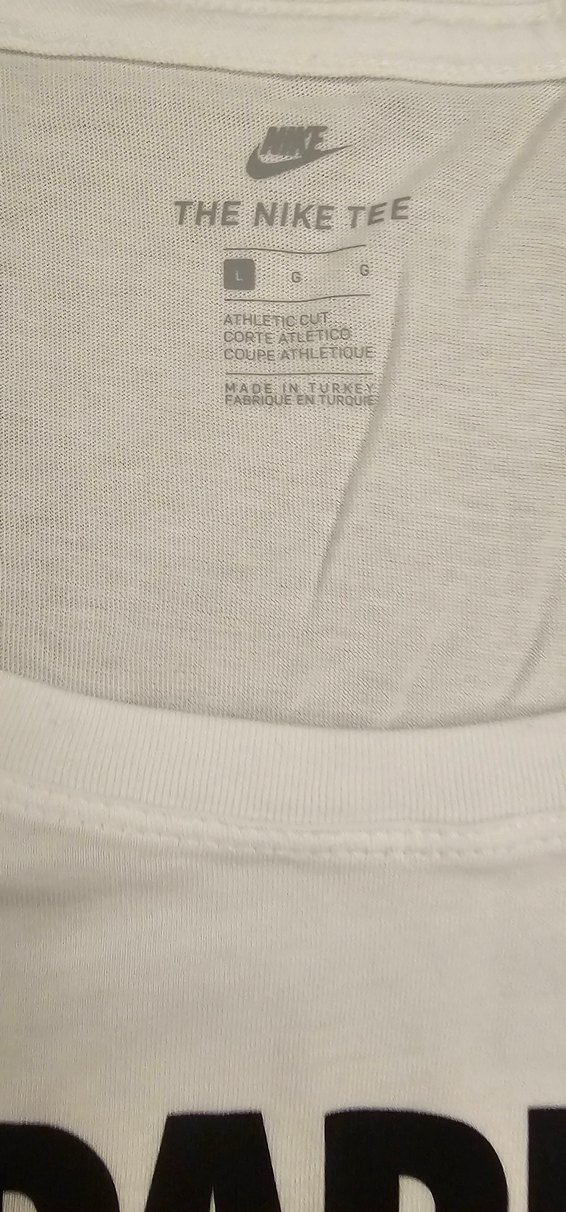 NIKE
THE NIKE TEE
L G G
ATHLETIC CUT
CORTE ATLÉTICO
COUPE ATHLÉTIQUE
MADE IN TURKEY
FABRIQUE EN TURQUIE